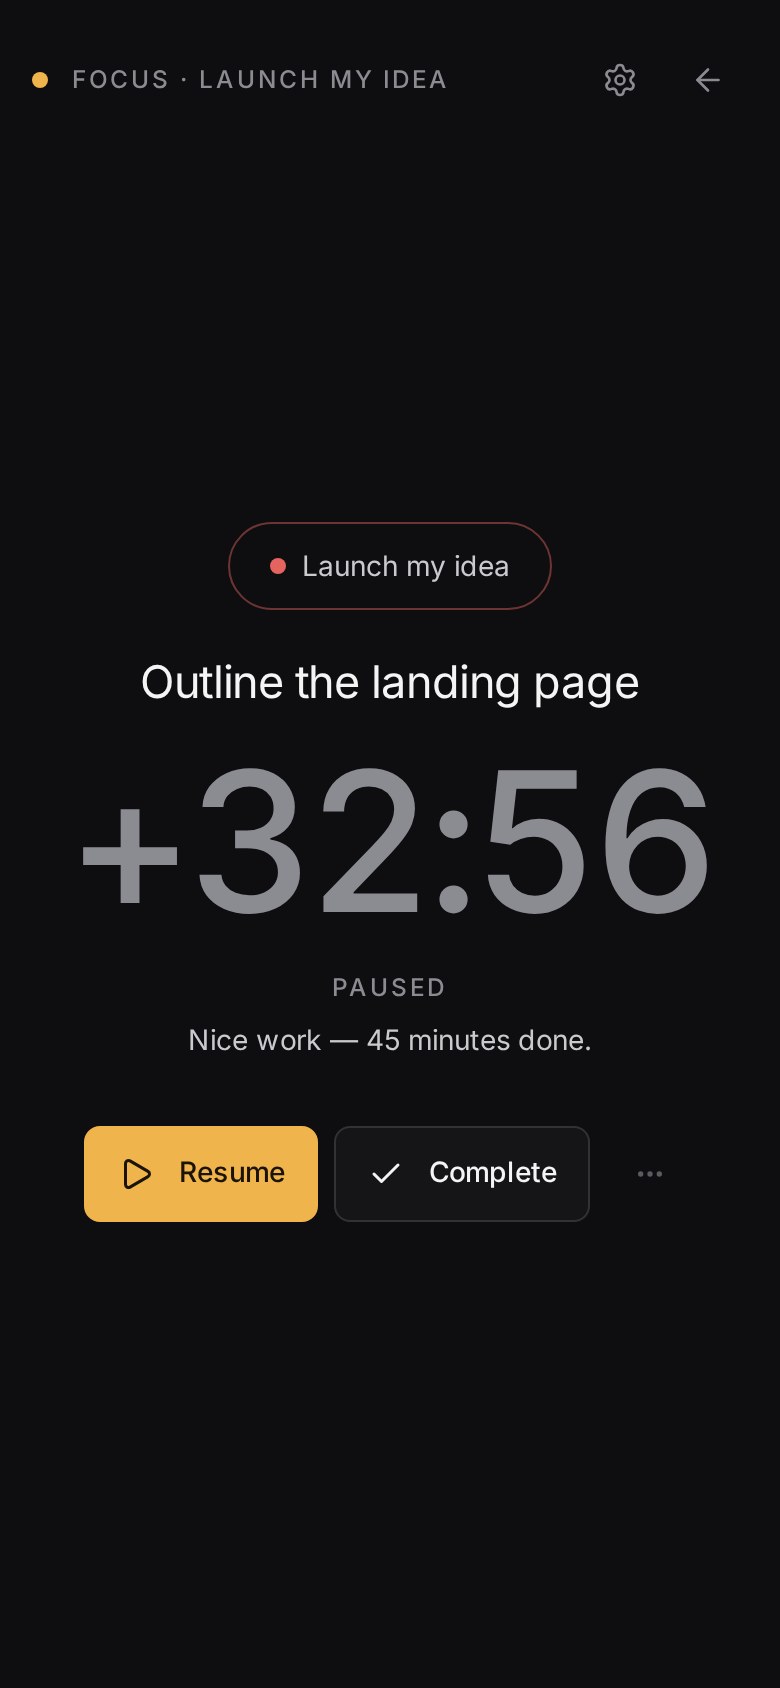 FOCUS · LAUNCH MY IDEA
Launch my idea
Outline the landing page
+32:56
PAUSED
Nice work — 45 minutes done.
Resume
Complete